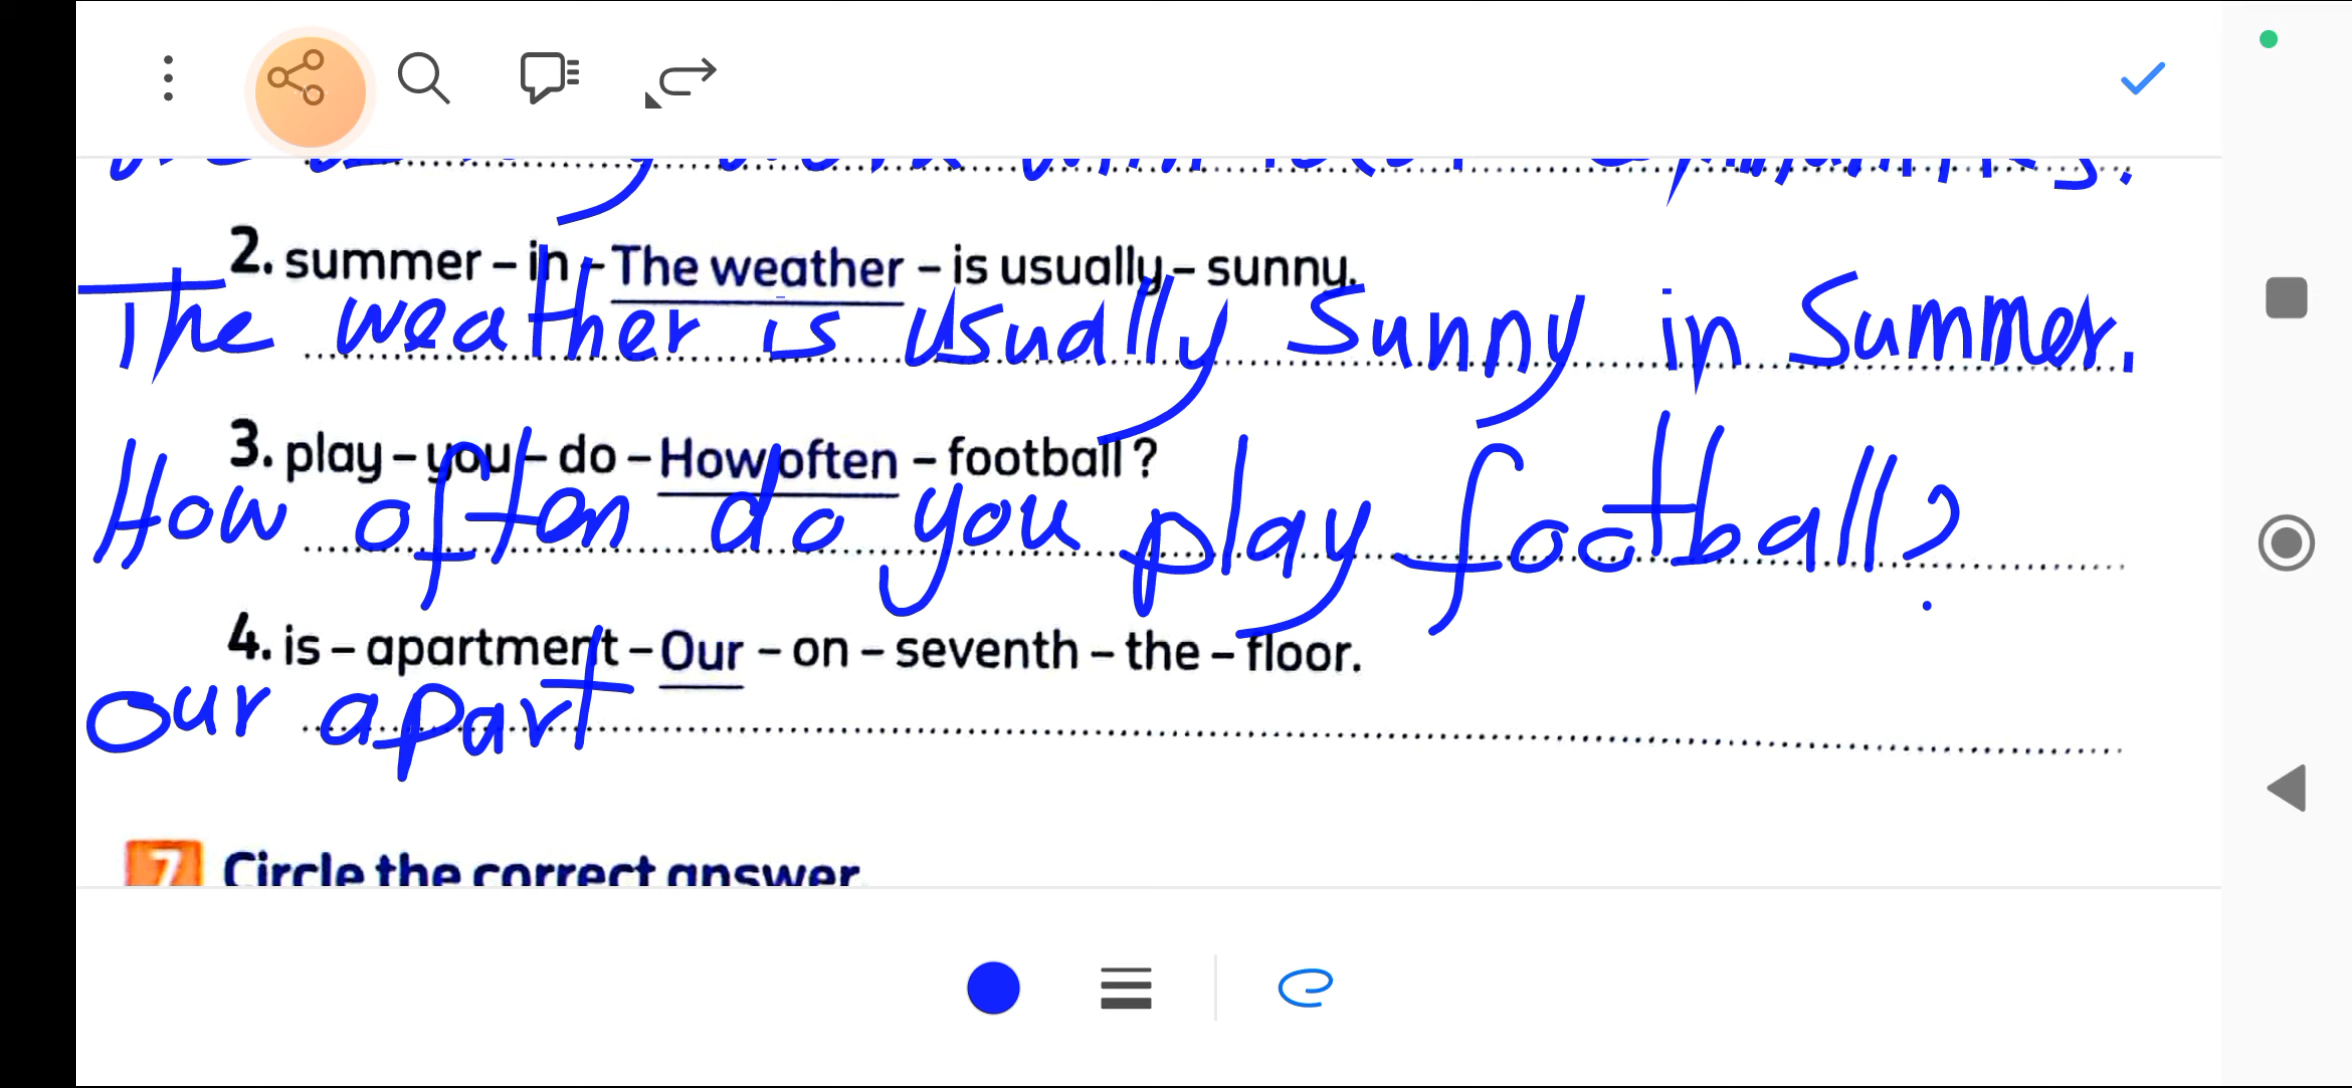 2. summer – in – The weather – is usually – sunny.
The weather is usually sunny in Summer.
3. play – you – do – How often – football ?
How often do you play football?
4. is – apartment – Our – on – seventh – the – floor.
our apart
7 Circle the correct answer